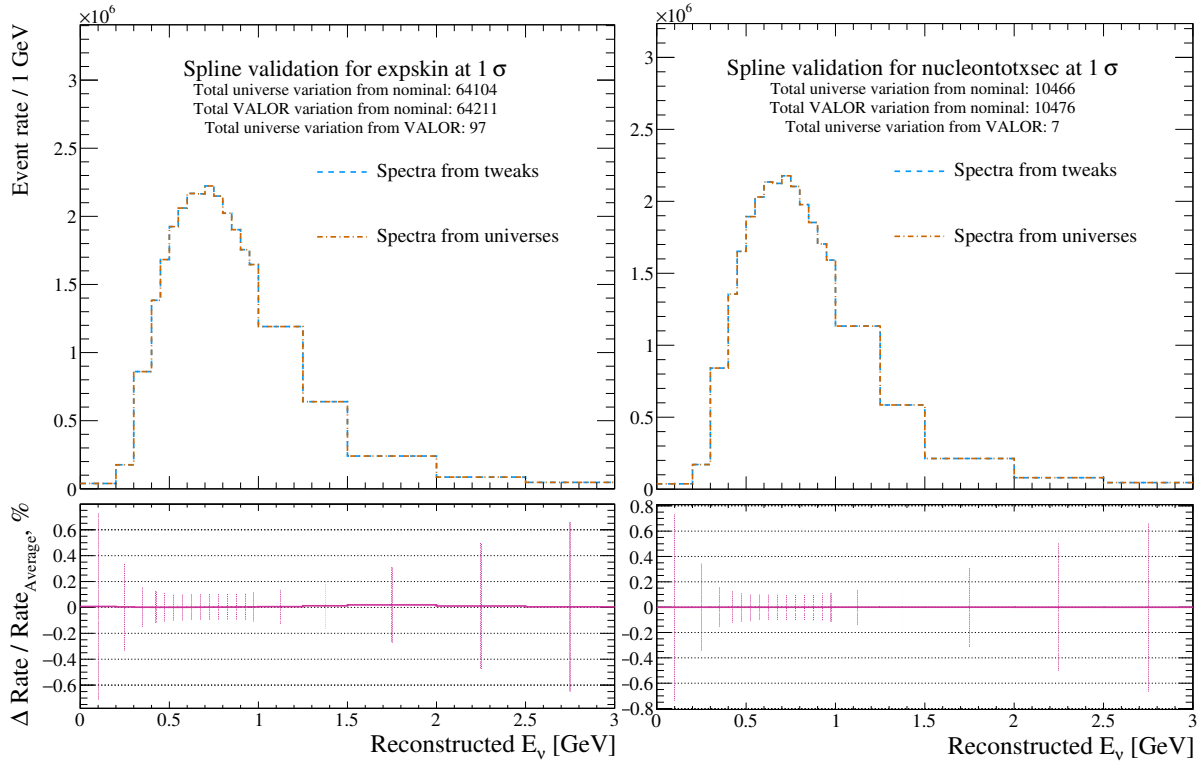 ×10⁶
Event rate / 1 GeV
Spline validation for expskin at 1 σ
Total universe variation from nominal: 64104
Total VALOR variation from nominal: 64211
Total universe variation from VALOR: 97
Spectra from tweaks
Spectra from universes
3
2.5
2
1.5
1
0.5
0
Δ Rate / Rate_Average, %
0.6
0.4
0.2
0
−0.2
−0.4
−0.6
0 0.5 1 1.5 2 2.5 3
Reconstructed E_ν [GeV]
×10⁶
Spline validation for nucleontotxsec at 1 σ
Total universe variation from nominal: 10466
Total VALOR variation from nominal: 10476
Total universe variation from VALOR: 7
Spectra from tweaks
Spectra from universes
3
2.5
2
1.5
1
0.5
0
0.8
0.6
0.4
0.2
0
−0.2
−0.4
−0.6
−0.8
0 0.5 1 1.5 2 2.5 3
Reconstructed E_ν [GeV]